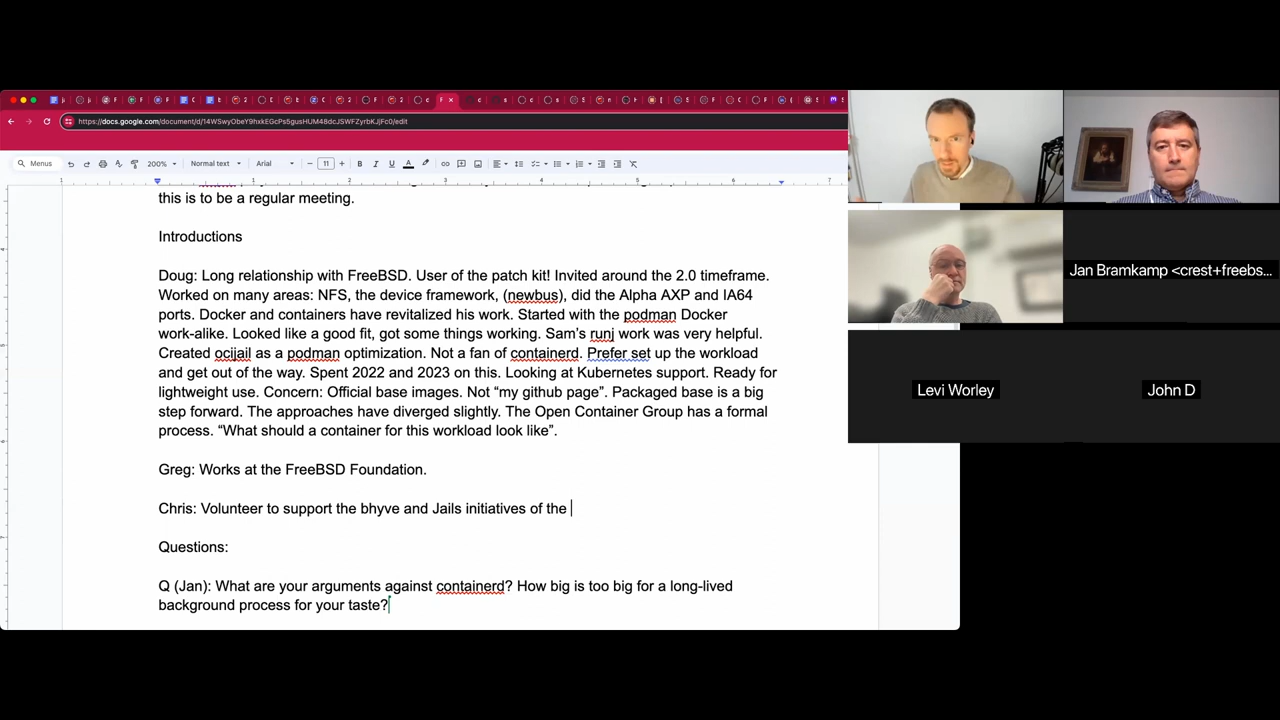 https://docs.google.com/document/d/14WSwyObeY9hxkEGcPs5gusHUM48dcJSWFZyrbKJjFc0/edit
Menus 200% Normal text Arial 11
1 1 2 3 4 5 6 7
this is to be a regular meeting.
Introductions
Doug: Long relationship with FreeBSD. User of the patch kit! Invited around the 2.0 timeframe.
Worked on many areas: NFS, the device framework, (newbus), did the Alpha AXP and IA64
ports. Docker and containers have revitalized his work. Started with the podman Docker
work-alike. Looked like a good fit, got some things working. Sam's runj work was very helpful.
Created ocijail as a podman optimization. Not a fan of containerd. Prefer set up the workload
and get out of the way. Spent 2022 and 2023 on this. Looking at Kubernetes support. Ready for
lightweight use. Concern: Official base images. Not “my github page”. Packaged base is a big
step forward. The approaches have diverged slightly. The Open Container Group has a formal
process. “What should a container for this workload look like”.
Greg: Works at the FreeBSD Foundation.
Chris: Volunteer to support the bhyve and Jails initiatives of the
Questions:
Q (Jan): What are your arguments against containerd? How big is too big for a long-lived
background process for your taste?
Jan Bramkamp <crest+freebs...
Levi Worley
John D